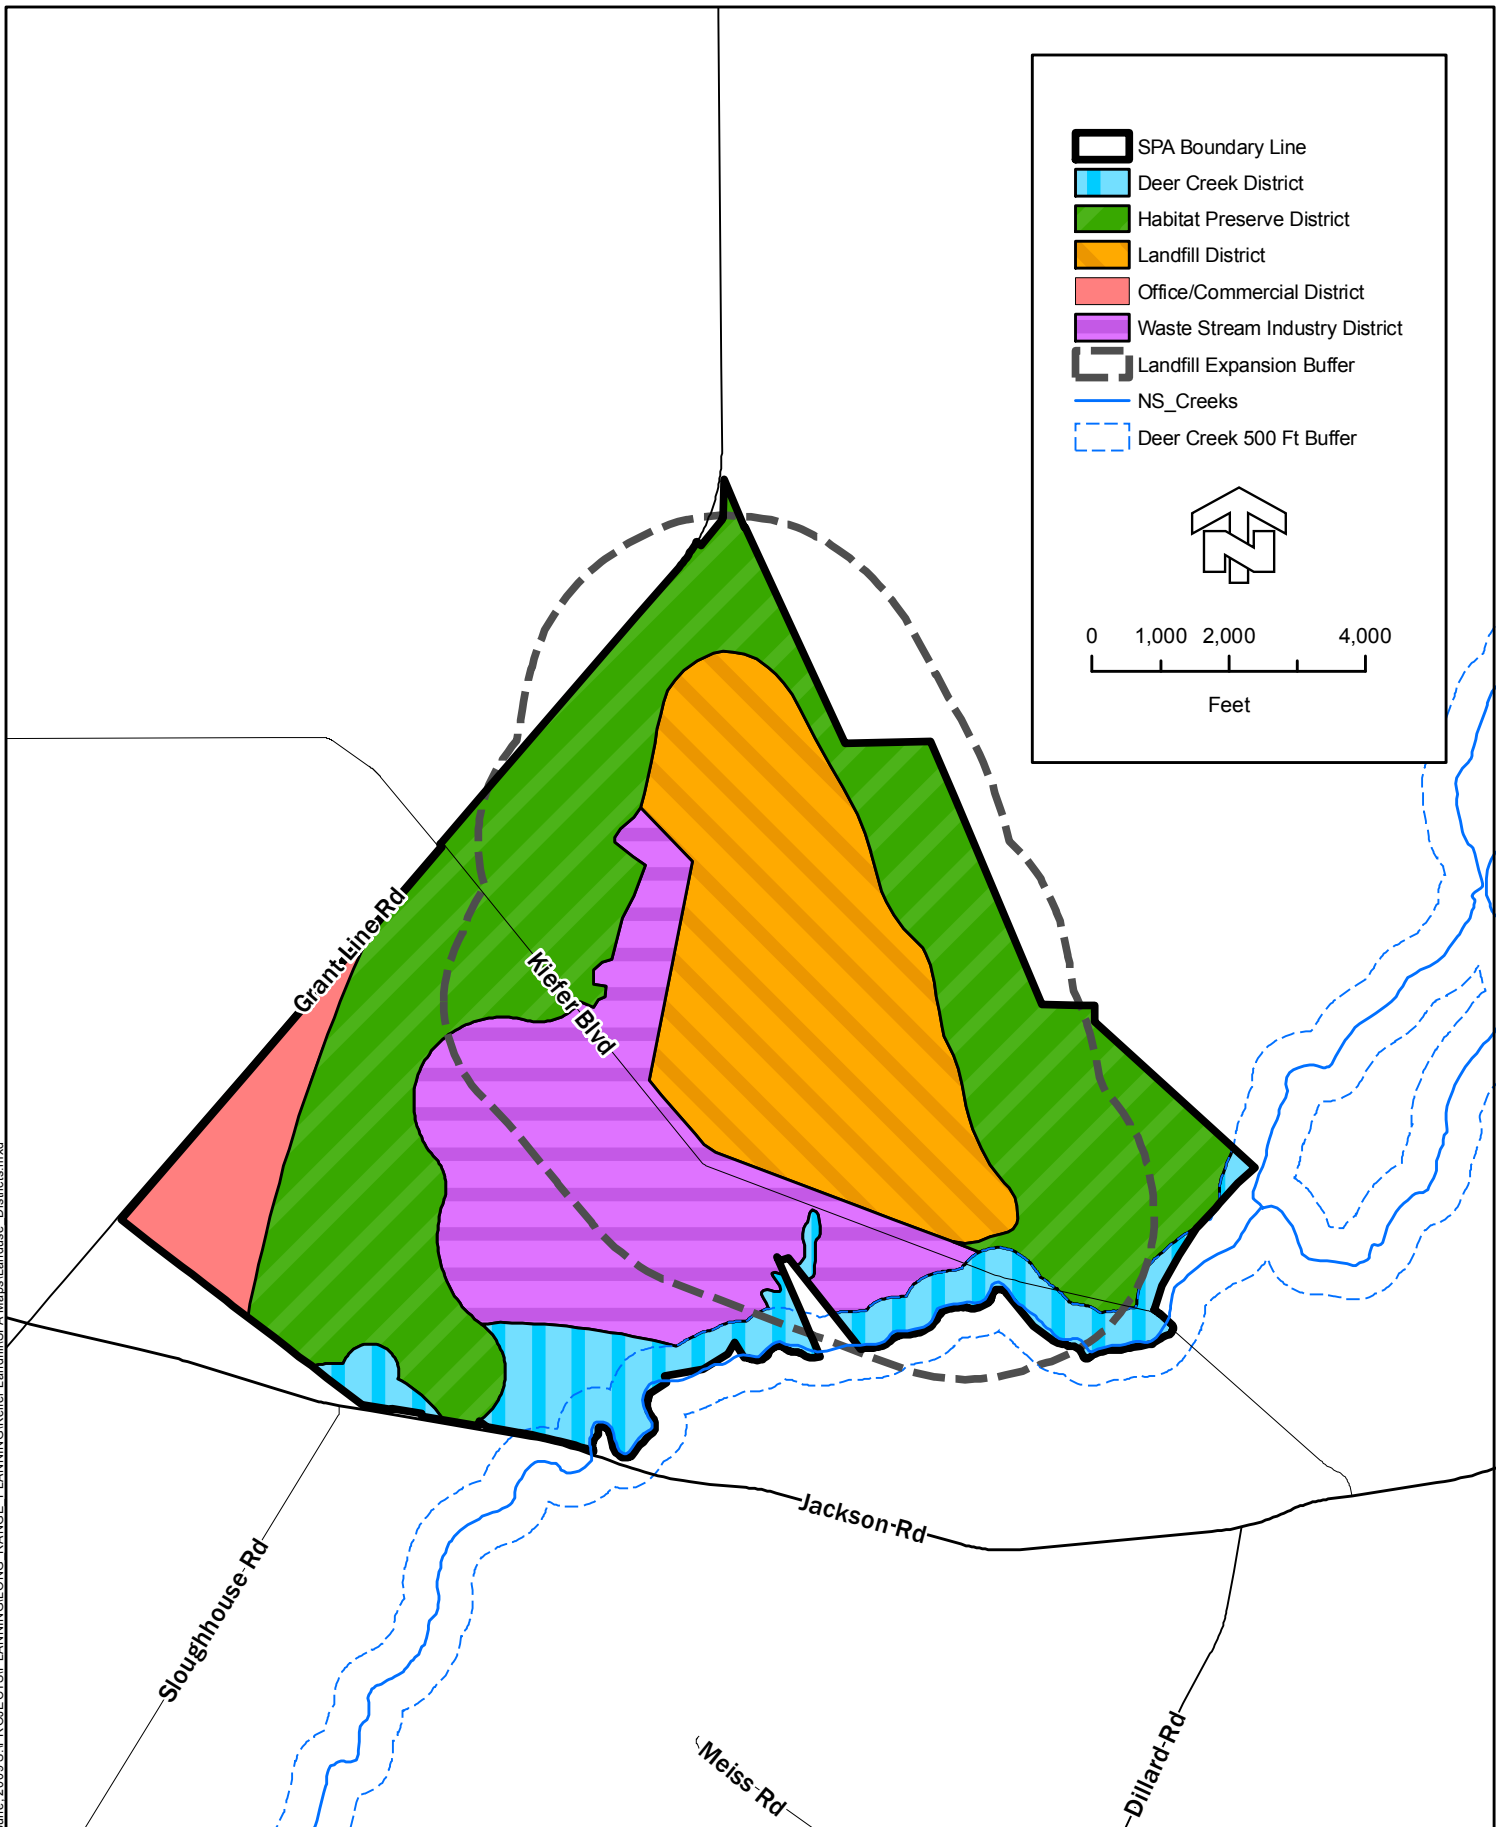 SPA Boundary Line
Deer Creek District
Habitat Preserve District
Landfill District
Office/Commercial District
Waste Stream Industry District
Landfill Expansion Buffer
NS_Creeks
Deer Creek 500 Ft Buffer
N
0 1,000 2,000 4,000
Feet
Grant Line Rd
Kiefer Blvd
Jackson Rd
Sloughhouse Rd
Meiss Rd
Dillard Rd